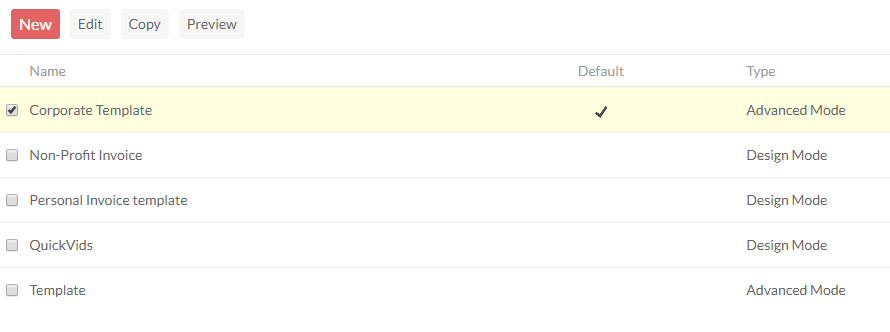 New Edit Copy Preview
Name Default Type
Corporate Template Advanced Mode
Non-Profit Invoice Design Mode
Personal Invoice template Design Mode
QuickVids Design Mode
Template Advanced Mode